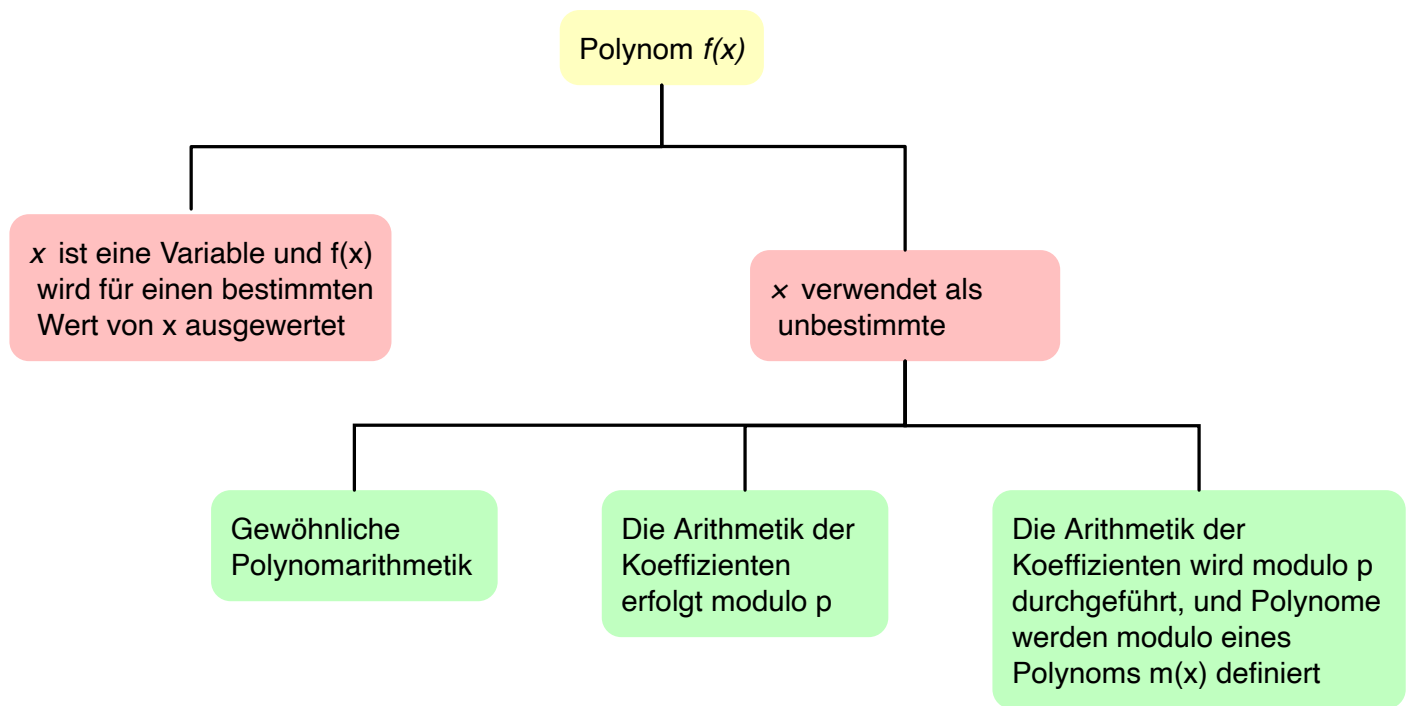 Polynom f(x)
x ist eine Variable und f(x)
wird für einen bestimmten
Wert von x ausgewertet
x verwendet als
unbestimmte
Gewöhnliche
Polynomarithmetik
Die Arithmetik der
Koeffizienten
erfolgt modulo p
Die Arithmetik der
Koeffizienten wird modulo p
durchgeführt, und Polynome
werden modulo eines
Polynoms m(x) definiert